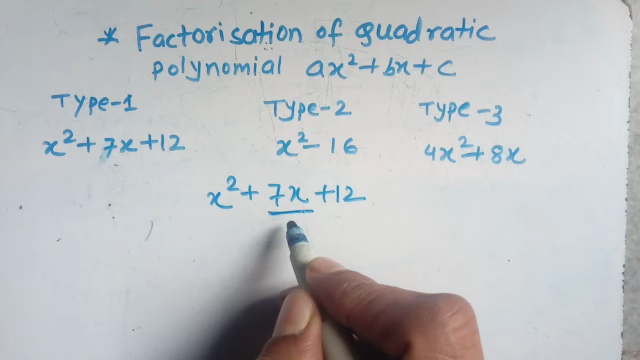 * Factorisation of quadratic
polynomial ax²+bx+c
Type-1 Type-2 Type-3
x²+7x+12 x²-16 4x²+8x
x²+7x+12